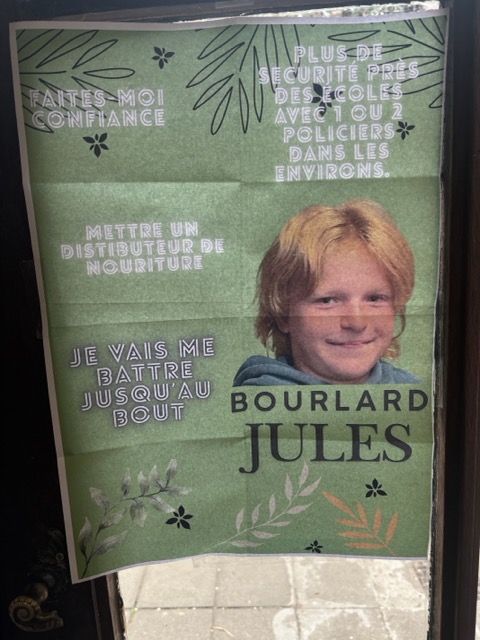 FAITES-MOI
CONFIANCE
PLUS DE
SECURITÉ PRÈS
DES ÉCOLES
AVEC 1 OU 2
POLICIERS
DANS LES
ENVIRONS.
METTRE UN
DISTIBUTEUR DE
NOURITURE
JE VAIS ME
BATTRE
JUSQU'AU
BOUT
BOURLARD
JULES